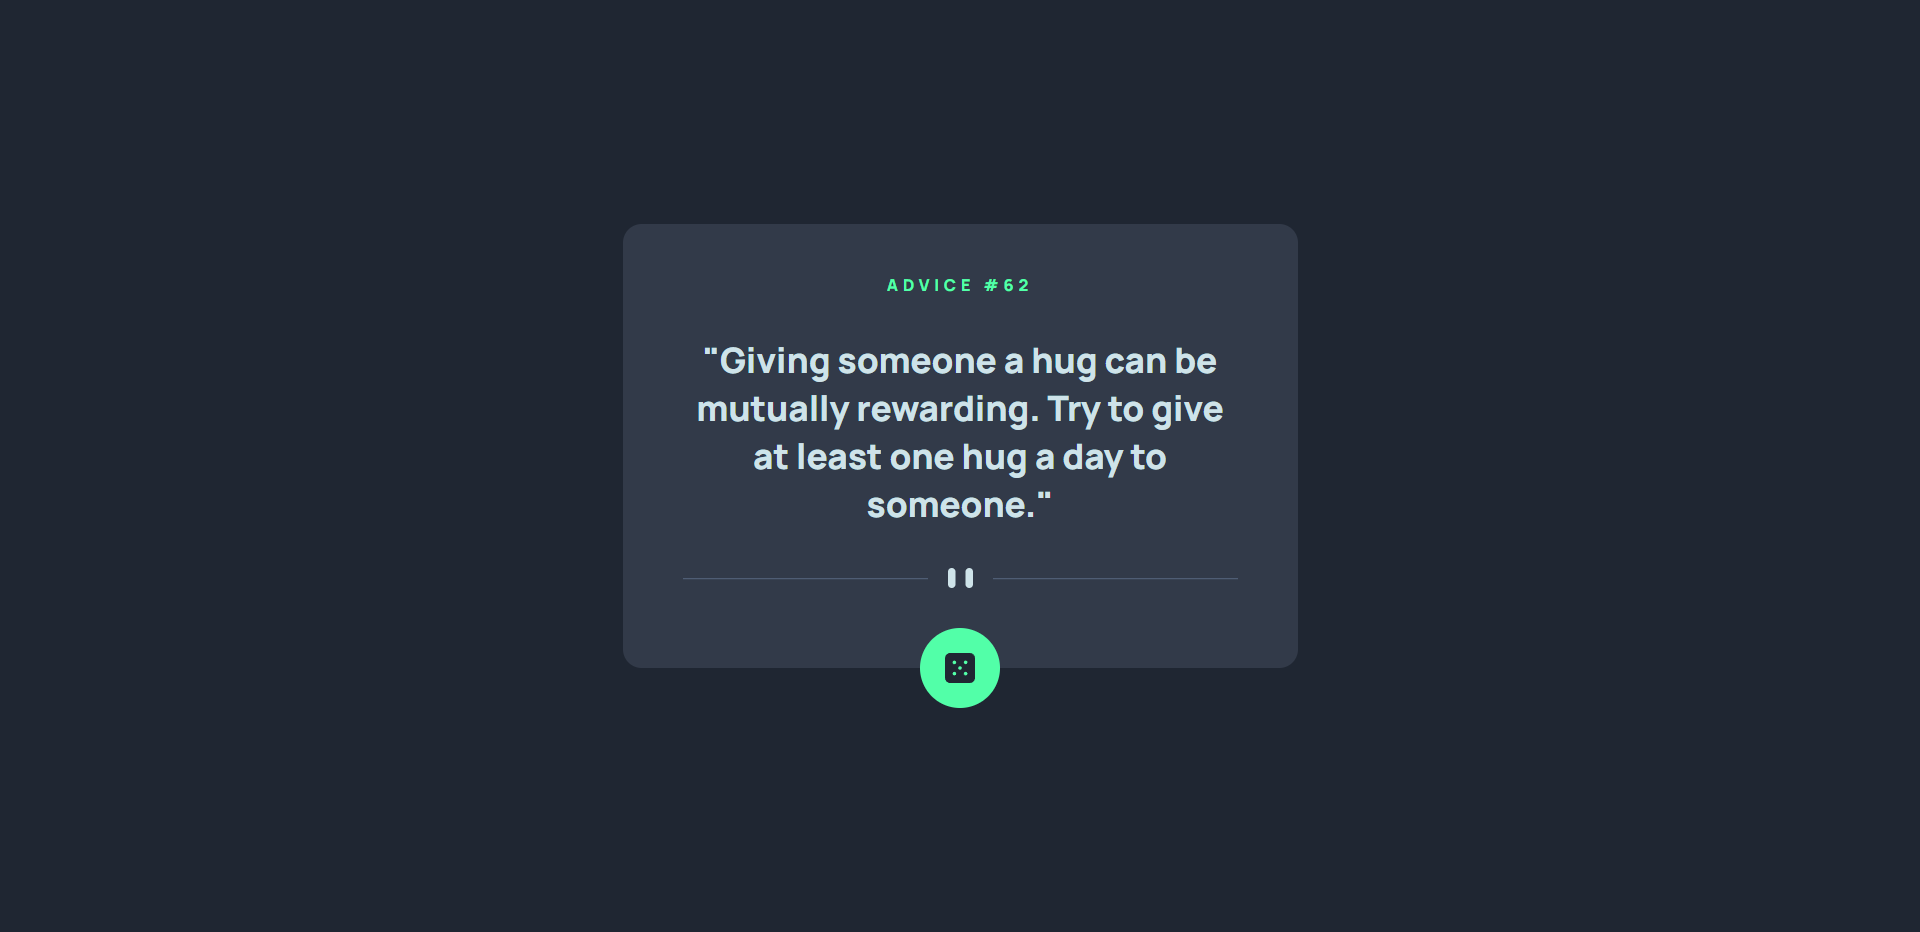 ADVICE #62
"Giving someone a hug can be
mutually rewarding. Try to give
at least one hug a day to
someone."